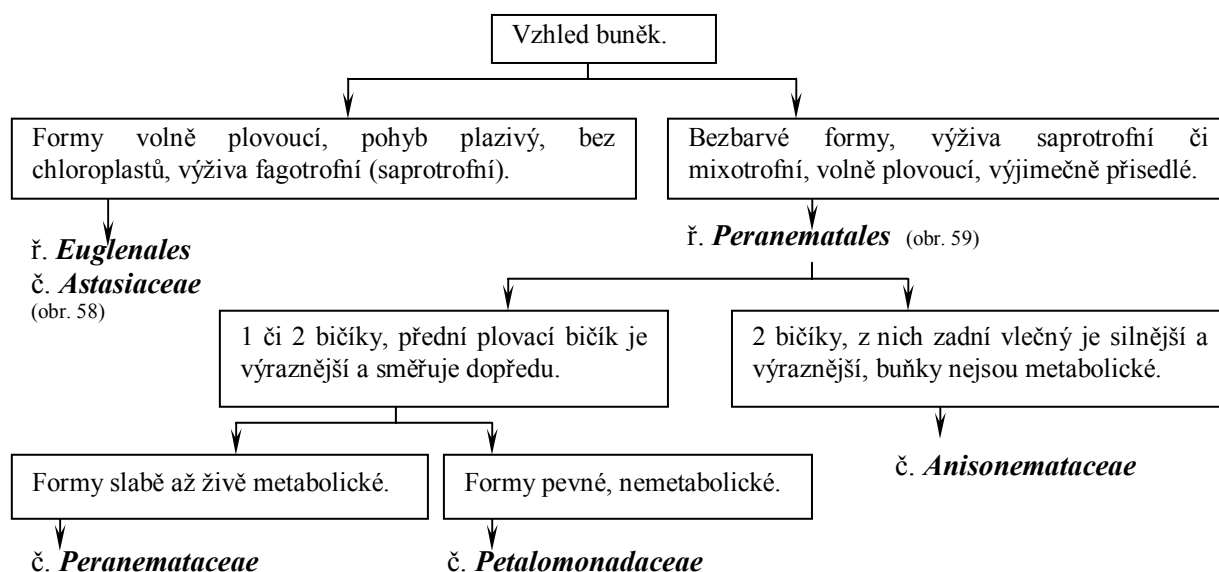 Vzhled buněk.
Formy volně plovoucí, pohyb plazivý, bez
chloroplastů, výživa fagotrofní (saprotrofní).
Bezbarvé formy, výživa saprotrofní či
mixotrofní, volně plovoucí, výjimečně přisedlé.
ř. Euglenales
č. Astasiaceae
(obr. 58)
ř. Peranematales (obr. 59)
1 či 2 bičíky, přední plovací bičík je
výraznější a směřuje dopředu.
2 bičíky, z nich zadní vlečný je silnější a
výraznější, buňky nejsou metabolické.
Formy slabě až živě metabolické.
Formy pevné, nemetabolické.
č. Anisonemataceae
č. Peranemataceae
č. Petalomonadaceae